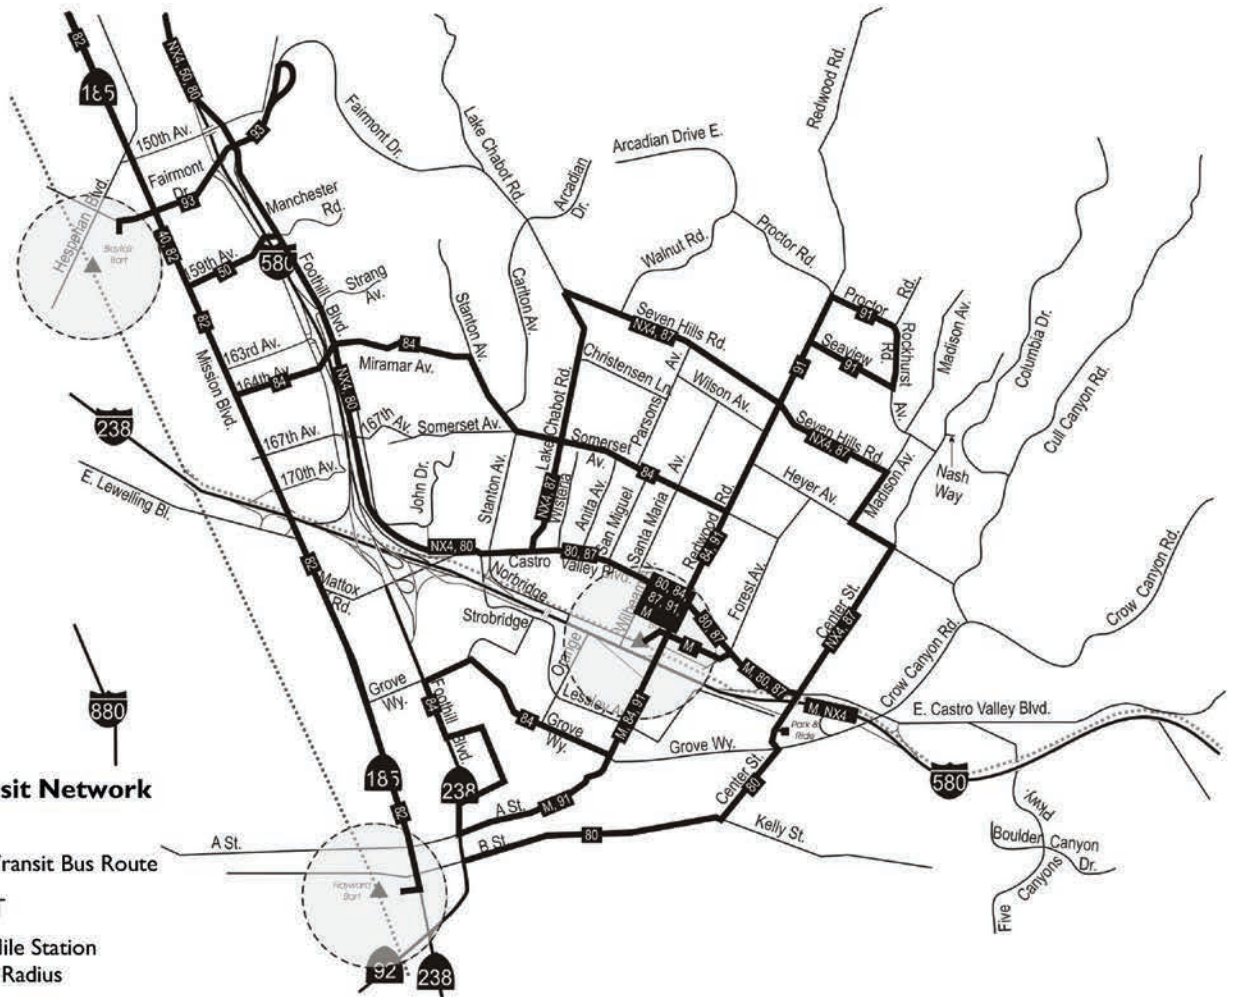 82
185
NX4, 50, 80
150th Av.
93
Fairmont Dr.
Lake Chabot Rd.
Arcadian Dr.
Arcadian Drive E.
Redwood Rd.
Fairmont Dr.
93
Manchester Rd.
Hesperian Blvd.
Bayfair Bart
40, 82
159th Av.
50
580
Foothill Blvd.
Strang Av.
Stanton Av.
Carlton Av.
Walnut Rd.
Proctor Rd.
Proctor Rd.
91
Seaview
91
Rockhurst Rd.
Av.
Madison Av.
Columbia Dr.
Cull Canyon Rd.
82
Mission Blvd.
163rd Av.
164th Av.
84
84
Miramar Av.
NX4, 80
Seven Hills Rd.
NX4, 87
Christensen Ln.
Parsons Av.
Wilson Av.
91
238
167th Av.
167th Av.
Somerset Av.
Lake Chabot Rd.
Somerset Av.
84
Seven Hills Rd.
NX4, 87
Nash Way
170th Av.
E. Lewelling Bl.
John Dr.
Stanton Av.
NX4, 87
Wisteria
Anita Av.
San Miguel
Santa Maria Av.
Redwood Rd.
84, 91
Heyer Av.
Madison Av.
NX4, 80
Castro Valley Blvd.
80, 87
82
Mattox Rd.
Norbridge
Strobridge
80, 84
87, 91
M
80, 87
Forest Av.
Center St.
NX4, 87
Crow Canyon Rd.
Crow Canyon Rd.
Orange
M
M, 80, 87
M, NX4
E. Castro Valley Blvd.
880
Grove Wy.
84
Foothill Blvd.
84
Grove Wy.
M, 84, 91
Grove Wy.
Park & Ride
580
185
238
82
A St.
M, 91
Center St.
80
A St.
B St.
80
Kelly St.
Pkwy.
Boulder Canyon Dr.
Five Canyons
Hayward Bart
92
238
sit Network
Transit Bus Route
T
Mile Station
Radius